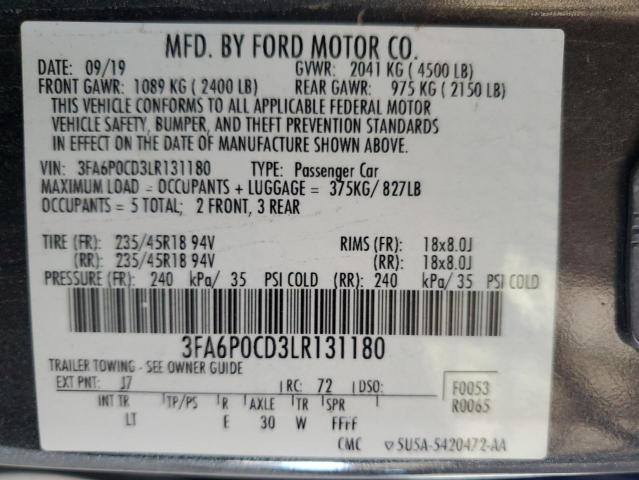 MFD. BY FORD MOTOR CO.
DATE: 09/19 GVWR: 2041 KG ( 4500 LB)
FRONT GAWR: 1089 KG ( 2400 LB) REAR GAWR: 975 KG ( 2150 LB)
THIS VEHICLE CONFORMS TO ALL APPLICABLE FEDERAL MOTOR
VEHICLE SAFETY, BUMPER, AND THEFT PREVENTION STANDARDS
IN EFFECT ON THE DATE OF MANUFACTURE SHOWN ABOVE.
VIN: 3FA6P0CD3LR131180 TYPE: Passenger Car
MAXIMUM LOAD = OCCUPANTS + LUGGAGE = 375KG/ 827LB
OCCUPANTS = 5 TOTAL; 2 FRONT, 3 REAR
TIRE (FR): 235/45R18 94V RIMS (FR): 18x8.0J
(RR): 235/45R18 94V (RR): 18x8.0J
PRESSURE (FR): 240 kPa/ 35 PSI COLD (RR): 240 kPa/ 35 PSI COLD
3FA6P0CD3LR131180
TRAILER TOWING - SEE OWNER GUIDE
EXT PNT: J7 RC: 72 DSO: F0053
INT TR TP/PS R AXLE TR SPR R0065
LT E 30 W FFrF
CMC 5U5A-5420472-AA